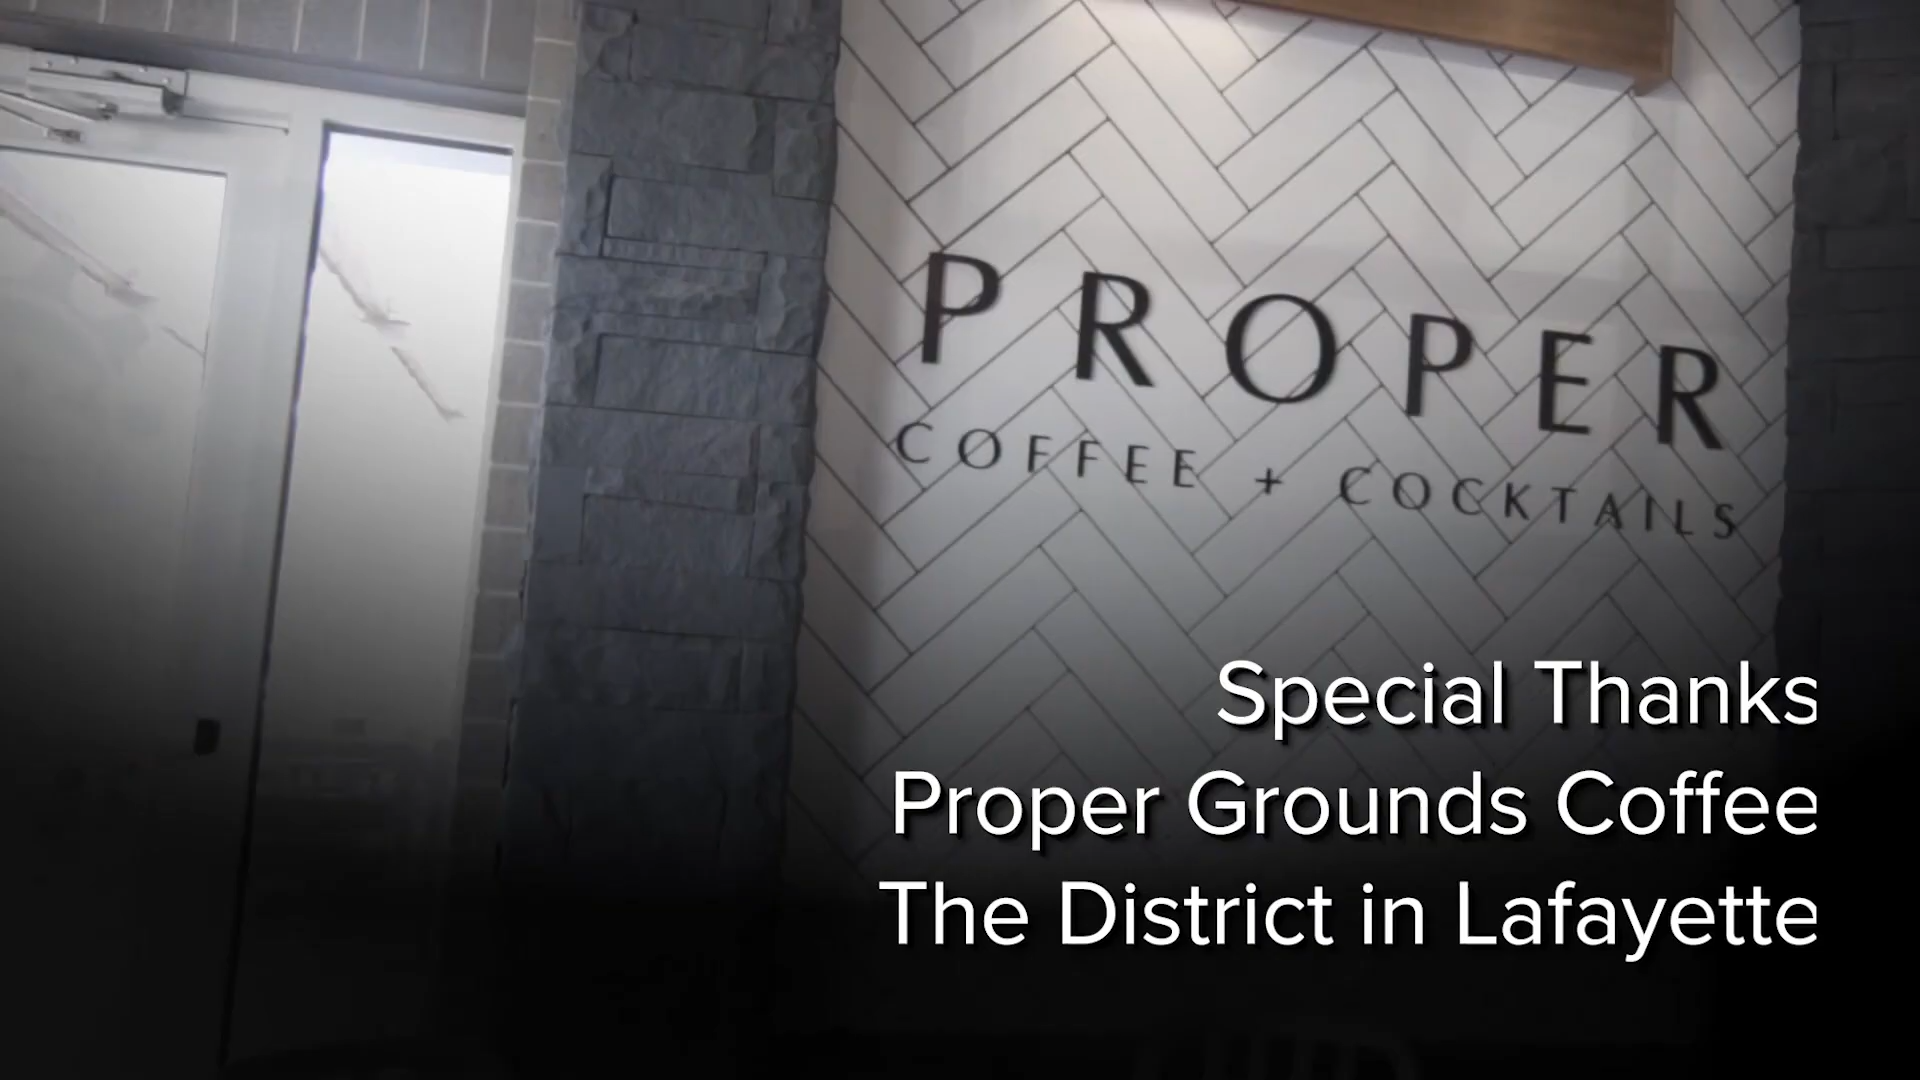 PROPER
COFFEE + COCKTAILS
Special Thanks
Proper Grounds Coffee
The District in Lafayette